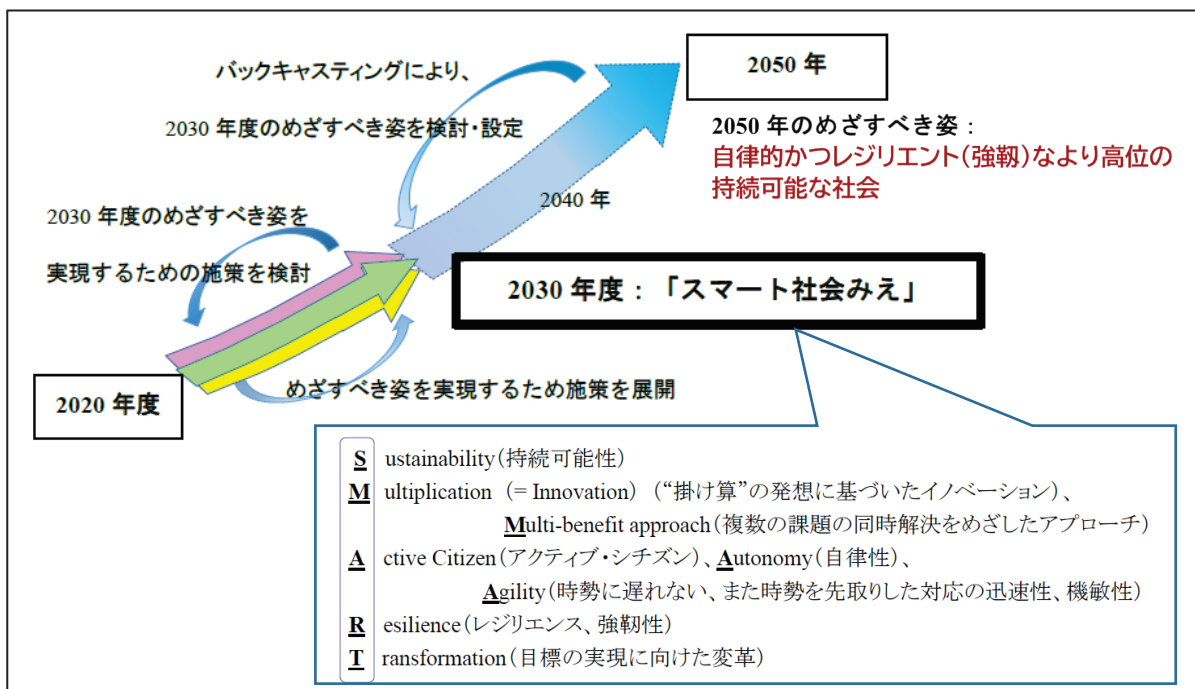 バックキャスティングにより、
2030 年度のめざすべき姿を検討・設定
2050 年
2050 年のめざすべき姿：
自律的かつレジリエント（強靱）なより高位の
持続可能な社会
2040 年
2030 年度のめざすべき姿を
実現するための施策を検討
2030 年度：「スマート社会みえ」
めざすべき姿を実現するため施策を展開
2020 年度
Sustainability（持続可能性）
Multiplication (= Innovation)（“掛け算”の発想に基づいたイノベーション）、
Multi-benefit approach（複数の課題の同時解決をめざしたアプローチ）
Active Citizen（アクティブ・シチズン）、Autonomy（自律性）、
Agility（時勢に遅れない、また時勢を先取りした対応の迅速性、機敏性）
Resilience（レジリエンス、強靱性）
Transformation（目標の実現に向けた変革）